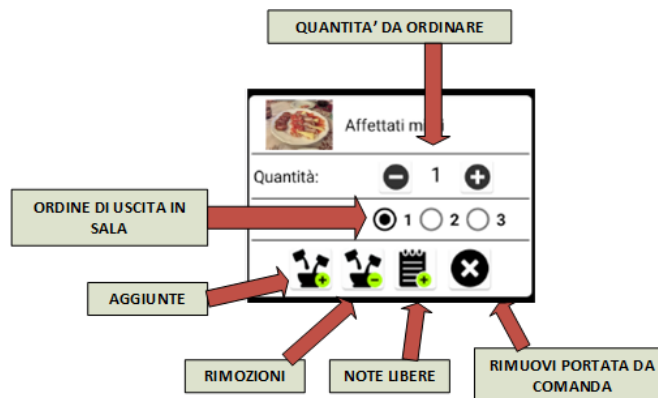 QUANTITA’ DA ORDINARE
Affettati
Quantità:
1
ORDINE DI USCITA IN
SALA
1 2 3
AGGIUNTE
RIMOZIONI
NOTE LIBERE
RIMUOVI PORTATA DA
COMANDA